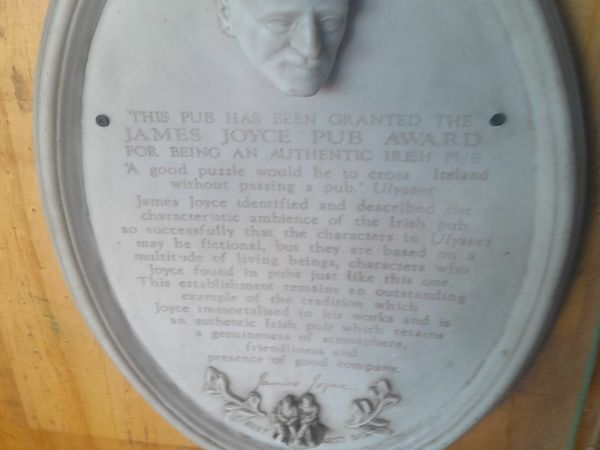 THIS PUB HAS BEEN GRANTED THE
JAMES JOYCE PUB AWARD
FOR BEING AN AUTHENTIC IRISH PUB
'A good puzzle would be to cross Ireland
without passing a pub.' Ulysses
James Joyce identified and described the
characteristic ambience of the Irish pub
so successfully that the characters in Ulysses
may be fictional, but they are based on a
multitude of living beings, characters who
Joyce found in pubs just like this one.
This establishment remains an outstanding
example of the tradition which
Joyce immortalised in his works and is
an authentic Irish pub which retains
a genuineness of atmosphere,
friendliness and
presence of good company.
James Joyce
BEST